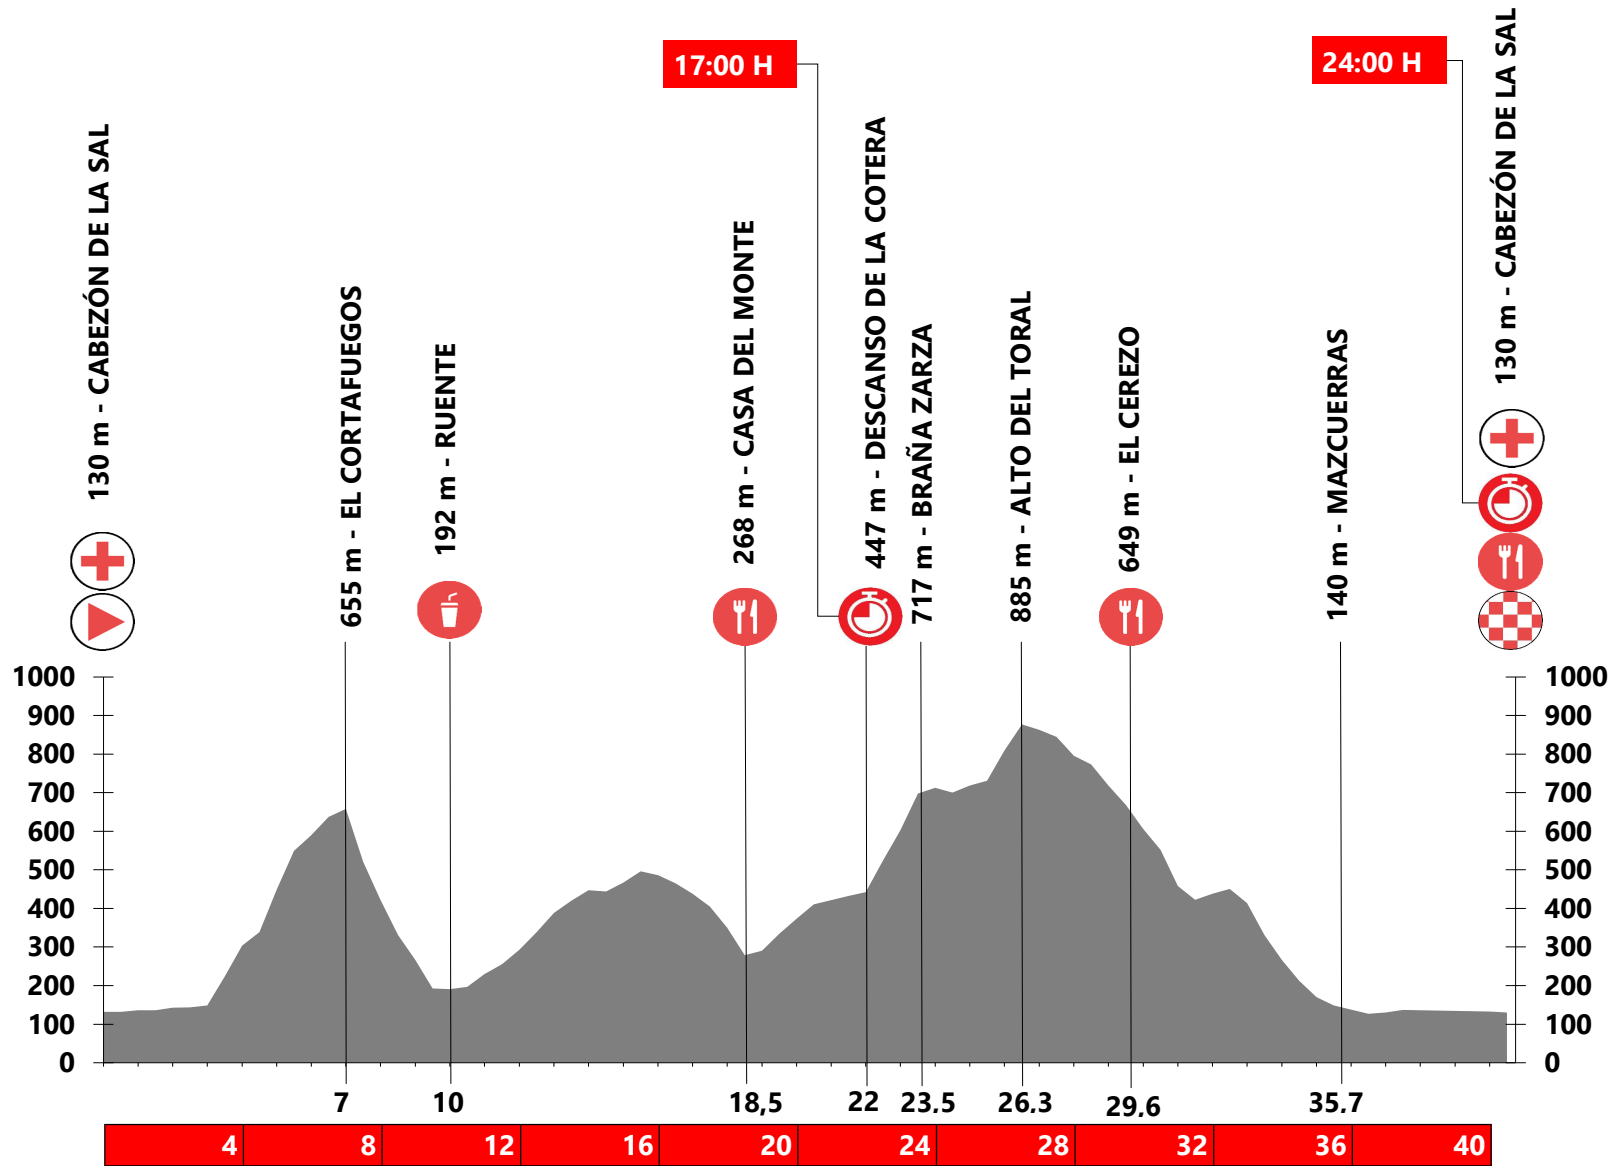 17:00 H
24:00 H
130 m - CABEZÓN DE LA SAL
655 m - EL CORTAFUEGOS
192 m - RUENTE
268 m - CASA DEL MONTE
447 m - DESCANSO DE LA COTERA
717 m - BRAÑA ZARZA
885 m - ALTO DEL TORAL
649 m - EL CEREZO
140 m - MAZCUERRAS
130 m - CABEZÓN DE LA SAL
1000 1000
900 900
800 800
700 700
600 600
500 500
400 400
300 300
200 200
100 100
0 0
7 10 18,5 22 23.5 26.3 29,6 35.7
4 8 12 16 20 24 28 32 36 40